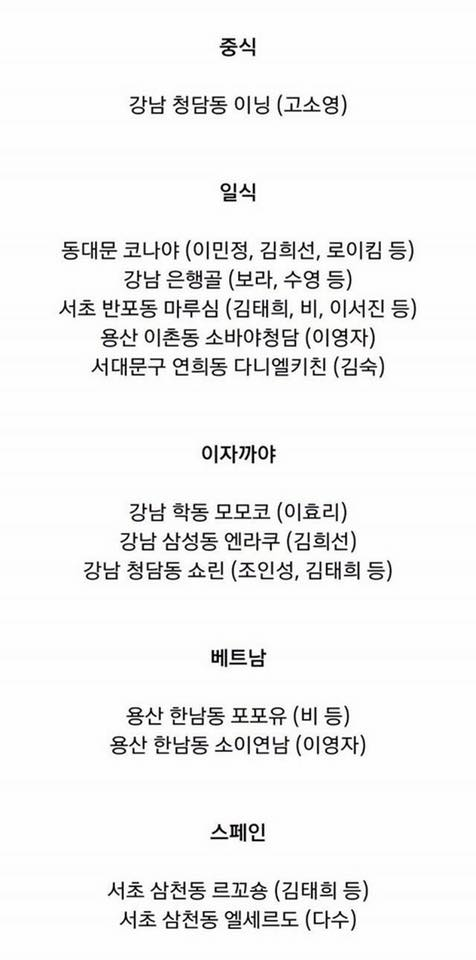 중식
강남 청담동 이닝 (고소영)
일식
동대문 코나야 (이민정, 김희선, 로이킴 등)
강남 은행골 (보라, 수영 등)
서초 반포동 마루심 (김태희, 비, 이서진 등)
용산 이촌동 소바야청담 (이영자)
서대문구 연희동 다니엘키친 (김숙)
이자까야
강남 학동 모모코 (이효리)
강남 삼성동 엔라쿠 (김희선)
강남 청담동 쇼린 (조인성, 김태희 등)
베트남
용산 한남동 포포유 (비 등)
용산 한남동 소이연남 (이영자)
스페인
서초 삼천동 르꼬숑 (김태희 등)
서초 삼천동 엘세르도 (다수)